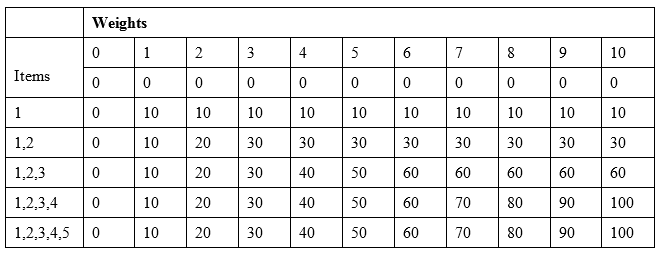 Weights
0 1 2 3 4 5 6 7 8 9 10
Items
0 0 0 0 0 0 0 0 0 0 0
1 0 10 10 10 10 10 10 10 10 10 10
1,2 0 10 20 30 30 30 30 30 30 30 30
1,2,3 0 10 20 30 40 50 60 60 60 60 60
1,2,3,4 0 10 20 30 40 50 60 70 80 90 100
1,2,3,4,5 0 10 20 30 40 50 60 70 80 90 100